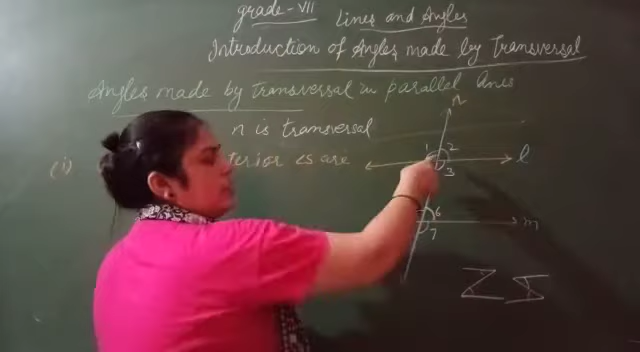 grade-VII Lines and Angles
Introduction of Angles made by Transversal
Angles made by transversal in parallel lines
n
n is transversal
1 2
(i) terior ∠s are l
3
6
m
7
Z